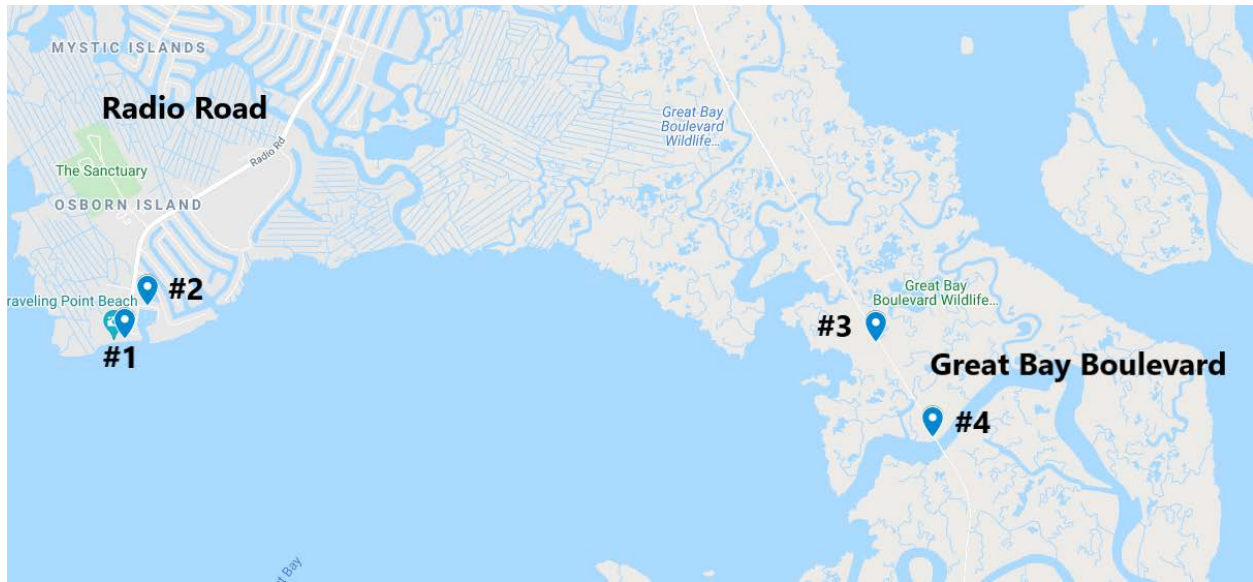 MYSTIC ISLANDS
Radio Road
Great Bay
Boulevard
Wildlife...
Radio Rd
The Sanctuary
OSBORN ISLAND
#2
raveling Point Beach
#1
Great Bay
Boulevard Wildlife...
#3
Great Bay Boulevard
#4
Bay